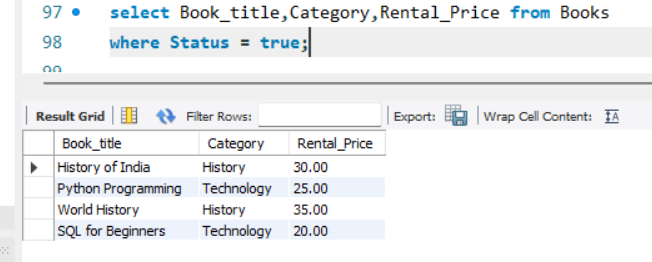 97 select Book_title,Category,Rental_Price from Books
98 where Status = true;
99
Result Grid Filter Rows: Export: Wrap Cell Content: IA
Book_title Category Rental_Price
History of India History 30.00
Python Programming Technology 25.00
World History History 35.00
SQL for Beginners Technology 20.00